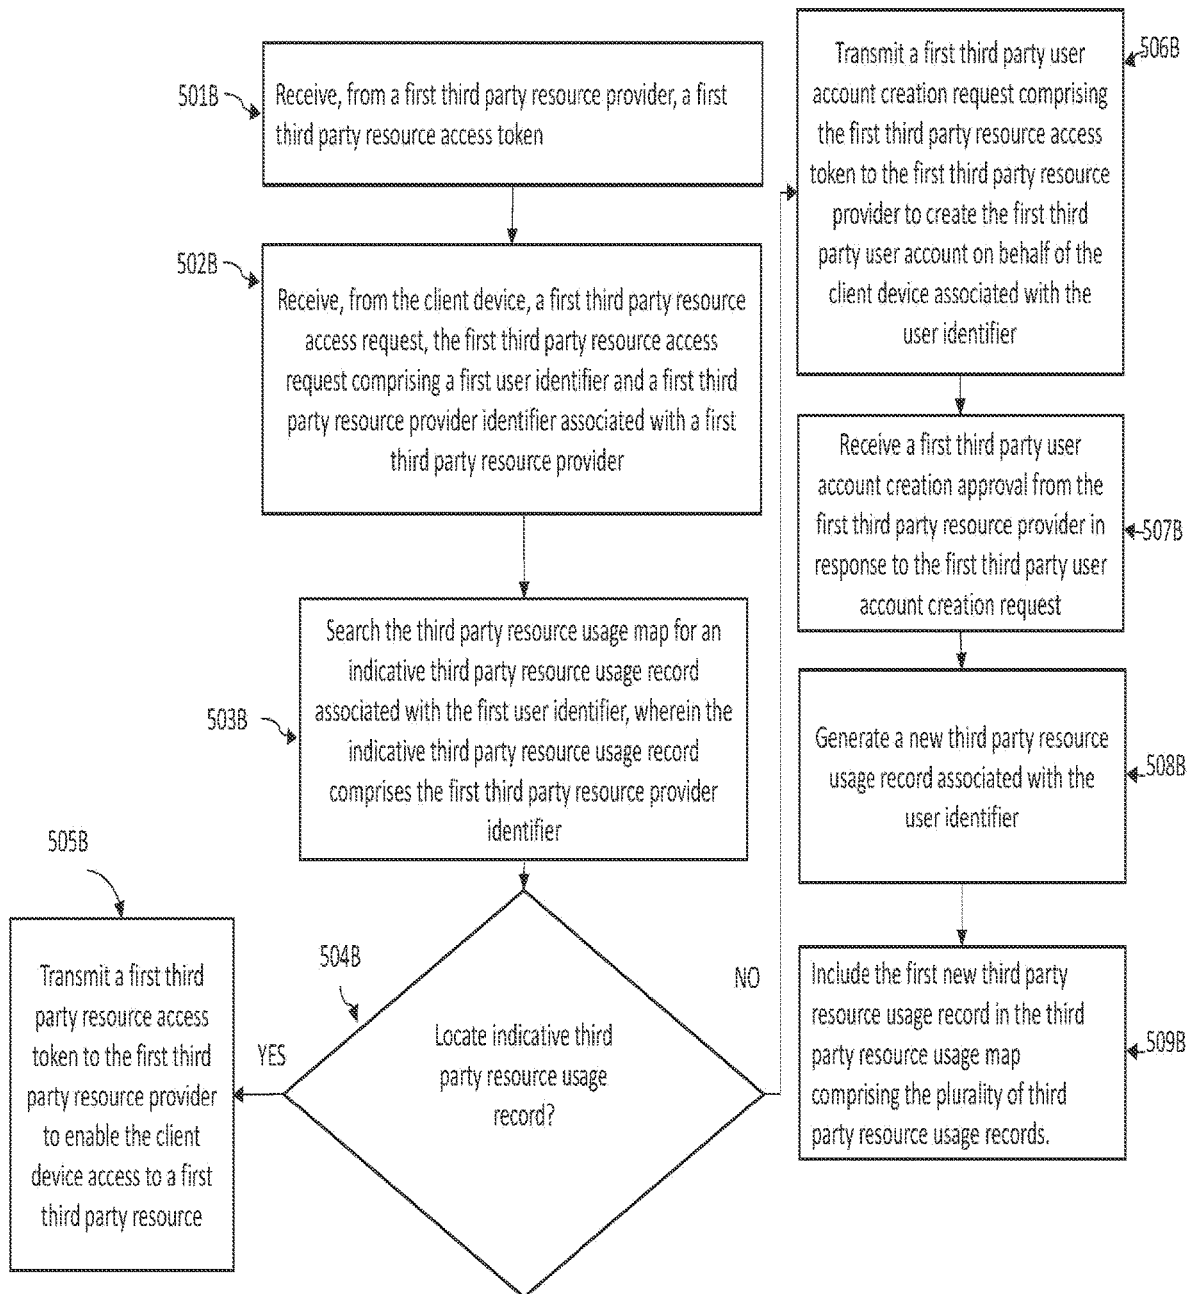 501B
Receive, from a first third party resource provider, a first
third party resource access token
502B
Receive, from the client device, a first third party resource
access request, the first third party resource access
request comprising a first user identifier and a first third
party resource provider identifier associated with a first
third party resource provider
503B
Search the third party resource usage map for an
indicative third party resource usage record
associated with the first user identifier, wherein the
indicative third party resource usage record
comprises the first third party resource provider
identifier
504B
Locate indicative third
party resource usage
record?
YES
NO
505B
Transmit a first third
party resource access
token to the first third
party resource provider
to enable the client
device access to a first
third party resource
506B
Transmit a first third party user
account creation request comprising
the first third party resource access
token to the first third party resource
provider to create the first third
party user account on behalf of the
client device associated with the
user identifier
507B
Receive a first third party user
account creation approval from the
first third party resource provider in
response to the first third party user
account creation request
508B
Generate a new third party resource
usage record associated with the
user identifier
509B
Include the first new third party
resource usage record in the third
party resource usage map
comprising the plurality of third
party resource usage records.